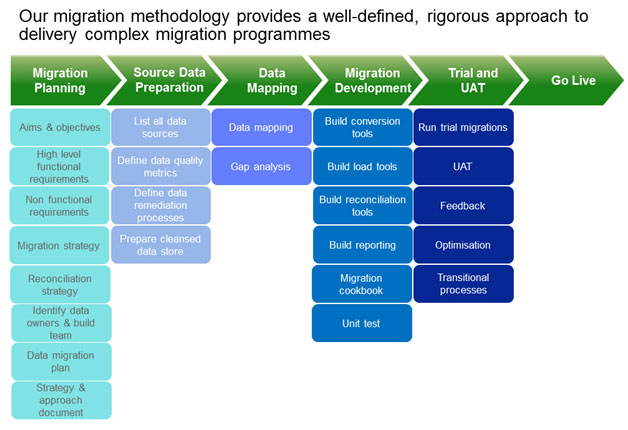 Our migration methodology provides a well-defined, rigorous approach to
delivery complex migration programmes
Migration
Planning
Source Data
Preparation
Data
Mapping
Migration
Development
Trial and
UAT
Go Live
Aims & objectives
High level
functional
requirements
Non functional
requirements
Migration strategy
Reconciliation
strategy
Identify data
owners & build
team
Data migration
plan
Strategy &
approach
document
List all data
sources
Define data quality
metrics
Define data
remediation
processes
Prepare cleansed
data store
Data mapping
Gap analysis
Build conversion
tools
Build load tools
Build reconciliation
tools
Build reporting
Migration
cookbook
Unit test
Run trial migrations
UAT
Feedback
Optimisation
Transitional
processes